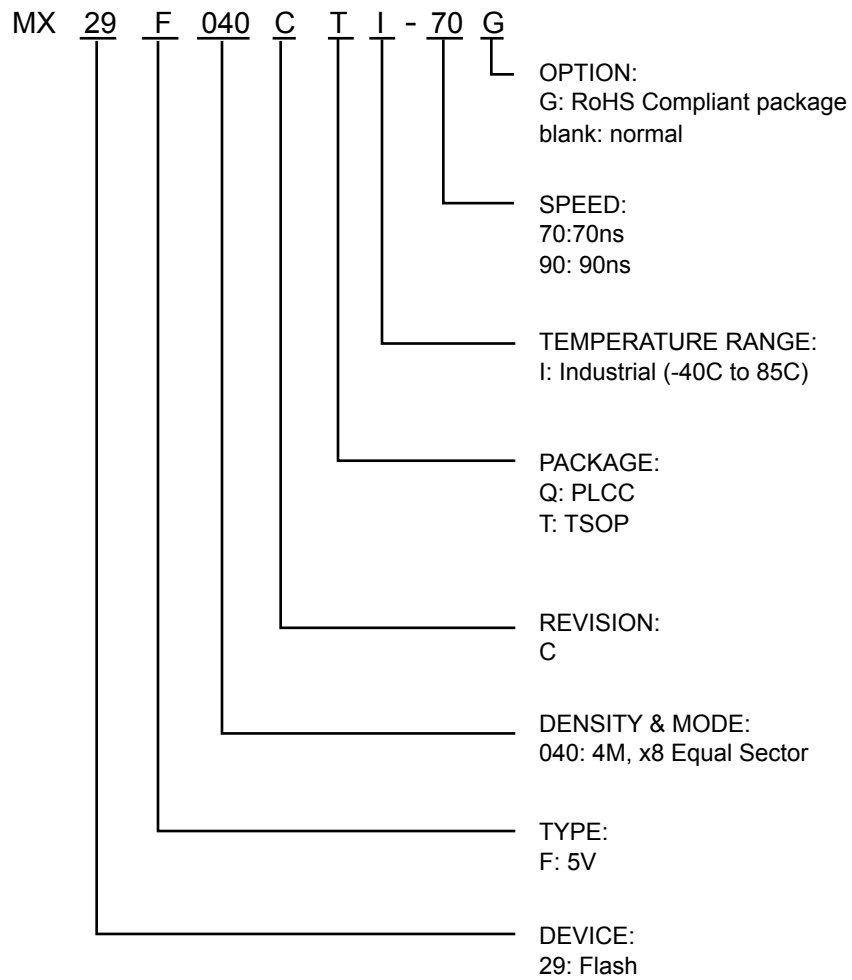 MX 29 F 040 C T I - 70 G
OPTION:
G: RoHS Compliant package
blank: normal
SPEED:
70:70ns
90: 90ns
TEMPERATURE RANGE:
I: Industrial (-40C to 85C)
PACKAGE:
Q: PLCC
T: TSOP
REVISION:
C
DENSITY & MODE:
040: 4M, x8 Equal Sector
TYPE:
F: 5V
DEVICE:
29: Flash